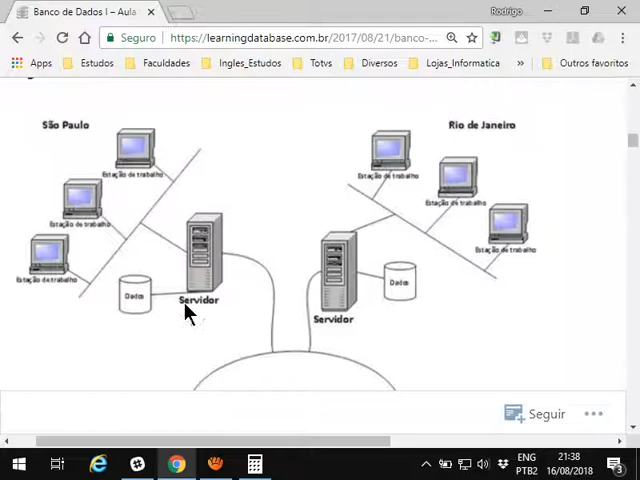 Banco de Dados I – Aula
Rodrigo
Seguro
https://learningdatabase.com.br/2017/08/21/banco-...
Apps
Estudos
Faculdades
Ingles_Estudos
Totvs
Diversos
Lojas_Informatica
»
Outros favoritos
São Paulo
Rio de Janeiro
Estação de trabalho
Estação de trabalho
Estação de trabalho
Estação de trabalho
Estação de trabalho
Estação de trabalho
Dados
Dados
Servidor
Servidor
Seguir
ENG
21:38
PTB2
16/08/2018
3